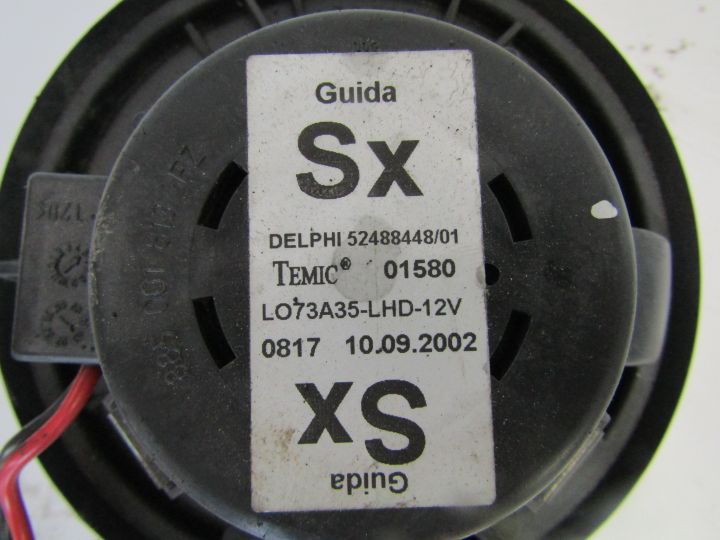 Guida
Sx
DELPHI 52488448/01
TEMIC® 01580
LO73A35-LHD-12V
0817 10.09.2002
Sx
Guida